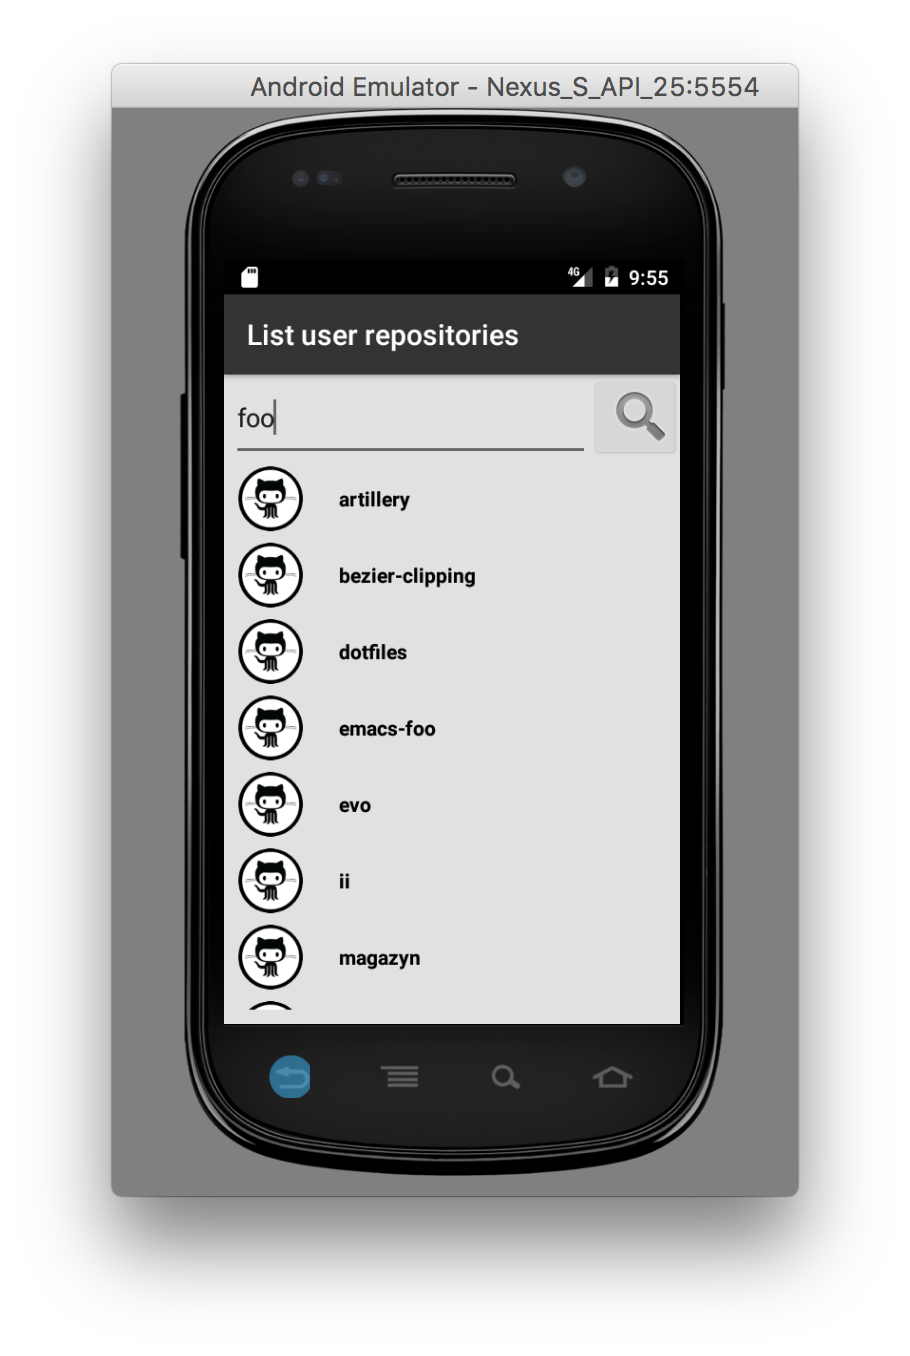 Android Emulator - Nexus_S_API_25:5554
4G 9:55
List user repositories
foo
artillery
bezier-clipping
dotfiles
emacs-foo
evo
ii
magazyn